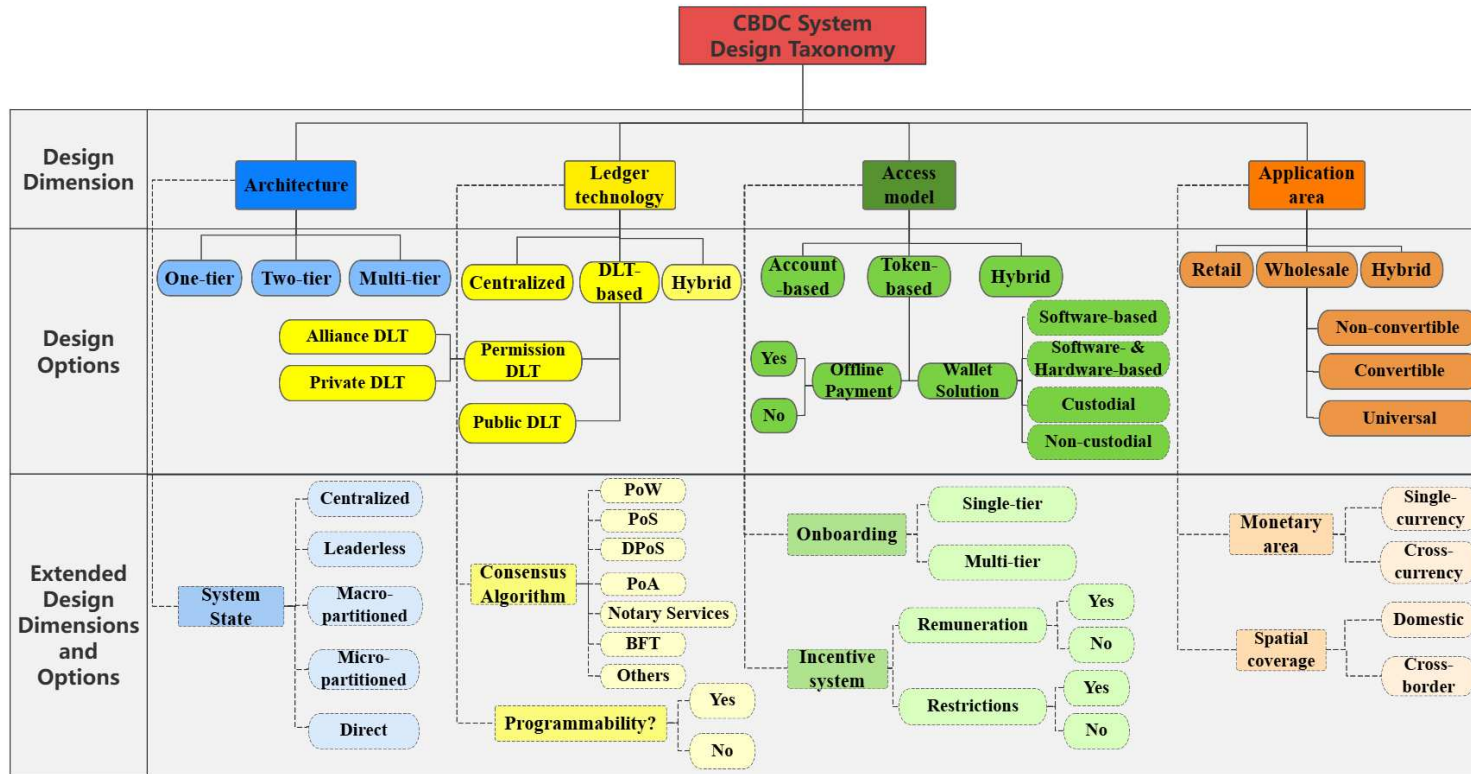 CBDC System
Design Taxonomy
Design
Dimension
Architecture
Ledger
technology
Access
model
Application
area
Design
Options
One-tier
Two-tier
Multi-tier
Centralized
DLT-
based
Hybrid
Alliance DLT
Private DLT
Permission
DLT
Public DLT
Account
-based
Token-
based
Hybrid
Yes
No
Offline
Payment
Wallet
Solution
Software-based
Software- &
Hardware-based
Custodial
Non-custodial
Retail
Wholesale
Hybrid
Non-convertible
Convertible
Universal
Extended
Design
Dimensions
and
Options
System
State
Centralized
Leaderless
Macro-
partitioned
Micro-
partitioned
Direct
Consensus
Algorithm
PoW
PoS
DPoS
PoA
Notary Services
BFT
Others
Programmability?
Yes
No
Onboarding
Single-tier
Multi-tier
Incentive
system
Remuneration
Yes
No
Restrictions
Yes
No
Monetary
area
Single-
currency
Cross-
currency
Spatial
coverage
Domestic
Cross-
border